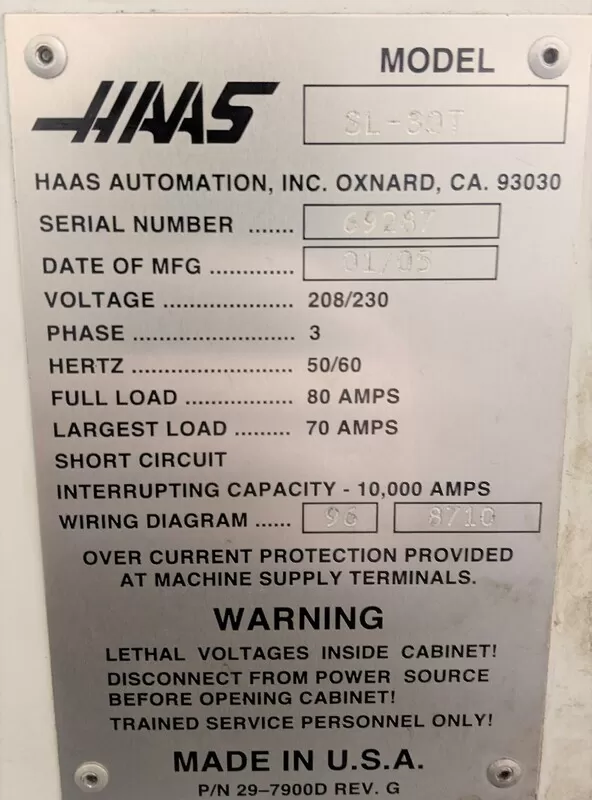 MODEL
HAAS SL-30T
HAAS AUTOMATION, INC. OXNARD, CA. 93030
SERIAL NUMBER ....... 69287
DATE OF MFG ............ 01/05
VOLTAGE ................... 208/230
PHASE ....................... 3
HERTZ ....................... 50/60
FULL LOAD ................ 80 AMPS
LARGEST LOAD ......... 70 AMPS
SHORT CIRCUIT
INTERRUPTING CAPACITY - 10,000 AMPS
WIRING DIAGRAM ...... 96 8710
OVER CURRENT PROTECTION PROVIDED
AT MACHINE SUPPLY TERMINALS.
WARNING
LETHAL VOLTAGES INSIDE CABINET!
DISCONNECT FROM POWER SOURCE
BEFORE OPENING CABINET!
TRAINED SERVICE PERSONNEL ONLY!
MADE IN U.S.A.
P/N 29-7900D REV. G